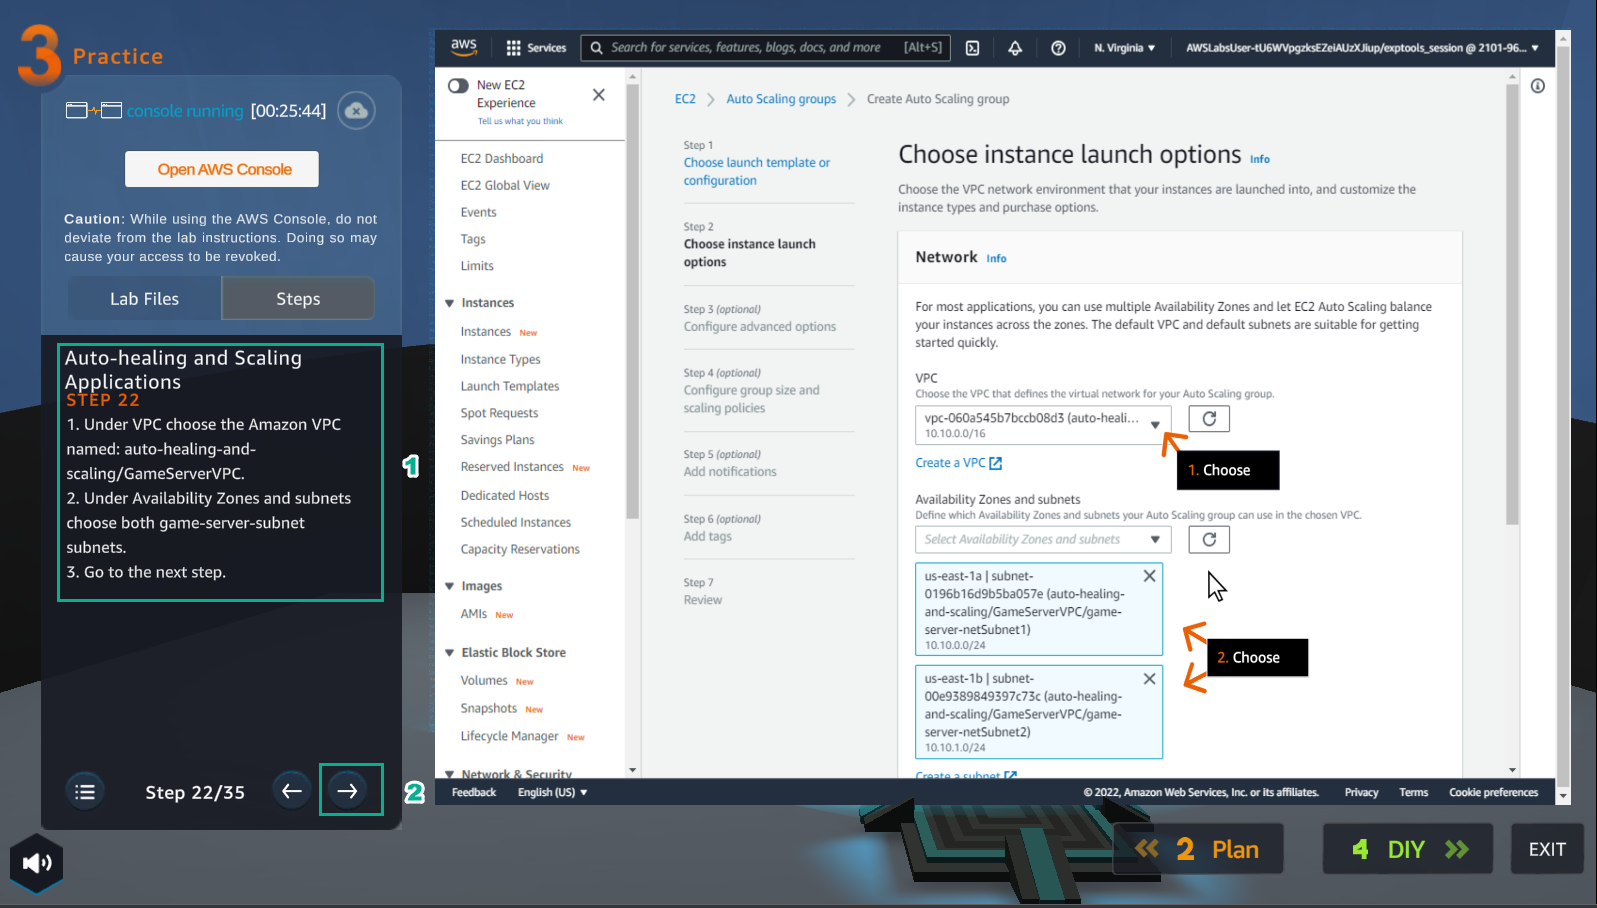 3 Practice
console running [00:25:44]
Open AWS Console
Caution: While using the AWS Console, do not
deviate from the lab instructions. Doing so may
cause your access to be revoked.
Lab Files
Steps
Auto-healing and Scaling
Applications
STEP 22
1. Under VPC choose the Amazon VPC
named: auto-healing-and-
scaling/GameServerVPC.
2. Under Availability Zones and subnets
choose both game-server-subnet
subnets.
3. Go to the next step.
1
Step 22/35
2
aws
Services
Search for services, features, blogs, docs, and more [Alt+S]
N. Virginia
AWSLabsUser-tU6WVpgzksEZeiAUzXJiup/exptools_session @ 2101-96...
New EC2
Experience
Tell us what you think
EC2 Dashboard
EC2 Global View
Events
Tags
Limits
Instances
Instances New
Instance Types
Launch Templates
Spot Requests
Savings Plans
Reserved Instances New
Dedicated Hosts
Scheduled Instances
Capacity Reservations
Images
AMIs New
Elastic Block Store
Volumes New
Snapshots New
Lifecycle Manager New
Network & Security
EC2
Auto Scaling groups
Create Auto Scaling group
Step 1
Choose launch template or
configuration
Step 2
Choose instance launch
options
Step 3 (optional)
Configure advanced options
Step 4 (optional)
Configure group size and
scaling policies
Step 5 (optional)
Add notifications
Step 6 (optional)
Add tags
Step 7
Review
Choose instance launch options Info
Choose the VPC network environment that your instances are launched into, and customize the
instance types and purchase options.
Network Info
For most applications, you can use multiple Availability Zones and let EC2 Auto Scaling balance
your instances across the zones. The default VPC and default subnets are suitable for getting
started quickly.
VPC
Choose the VPC that defines the virtual network for your Auto Scaling group.
vpc-060a545b7bccb08d3 (auto-heali...
10.10.0.0/16
Create a VPC
1. Choose
Availability Zones and subnets
Define which Availability Zones and subnets your Auto Scaling group can use in the chosen VPC.
Select Availability Zones and subnets
us-east-1a | subnet-
0196b16d9b5ba057e (auto-healing-
and-scaling/GameServerVPC/game-
server-netSubnet1)
10.10.0.0/24
2. Choose
us-east-1b | subnet-
00e9389849397c73c (auto-healing-
and-scaling/GameServerVPC/game-
server-netSubnet2)
10.10.1.0/24
Create a subnet
Feedback
English (US)
© 2022, Amazon Web Services, Inc. or its affiliates.
Privacy
Terms
Cookie preferences
2 Plan
4 DIY
EXIT